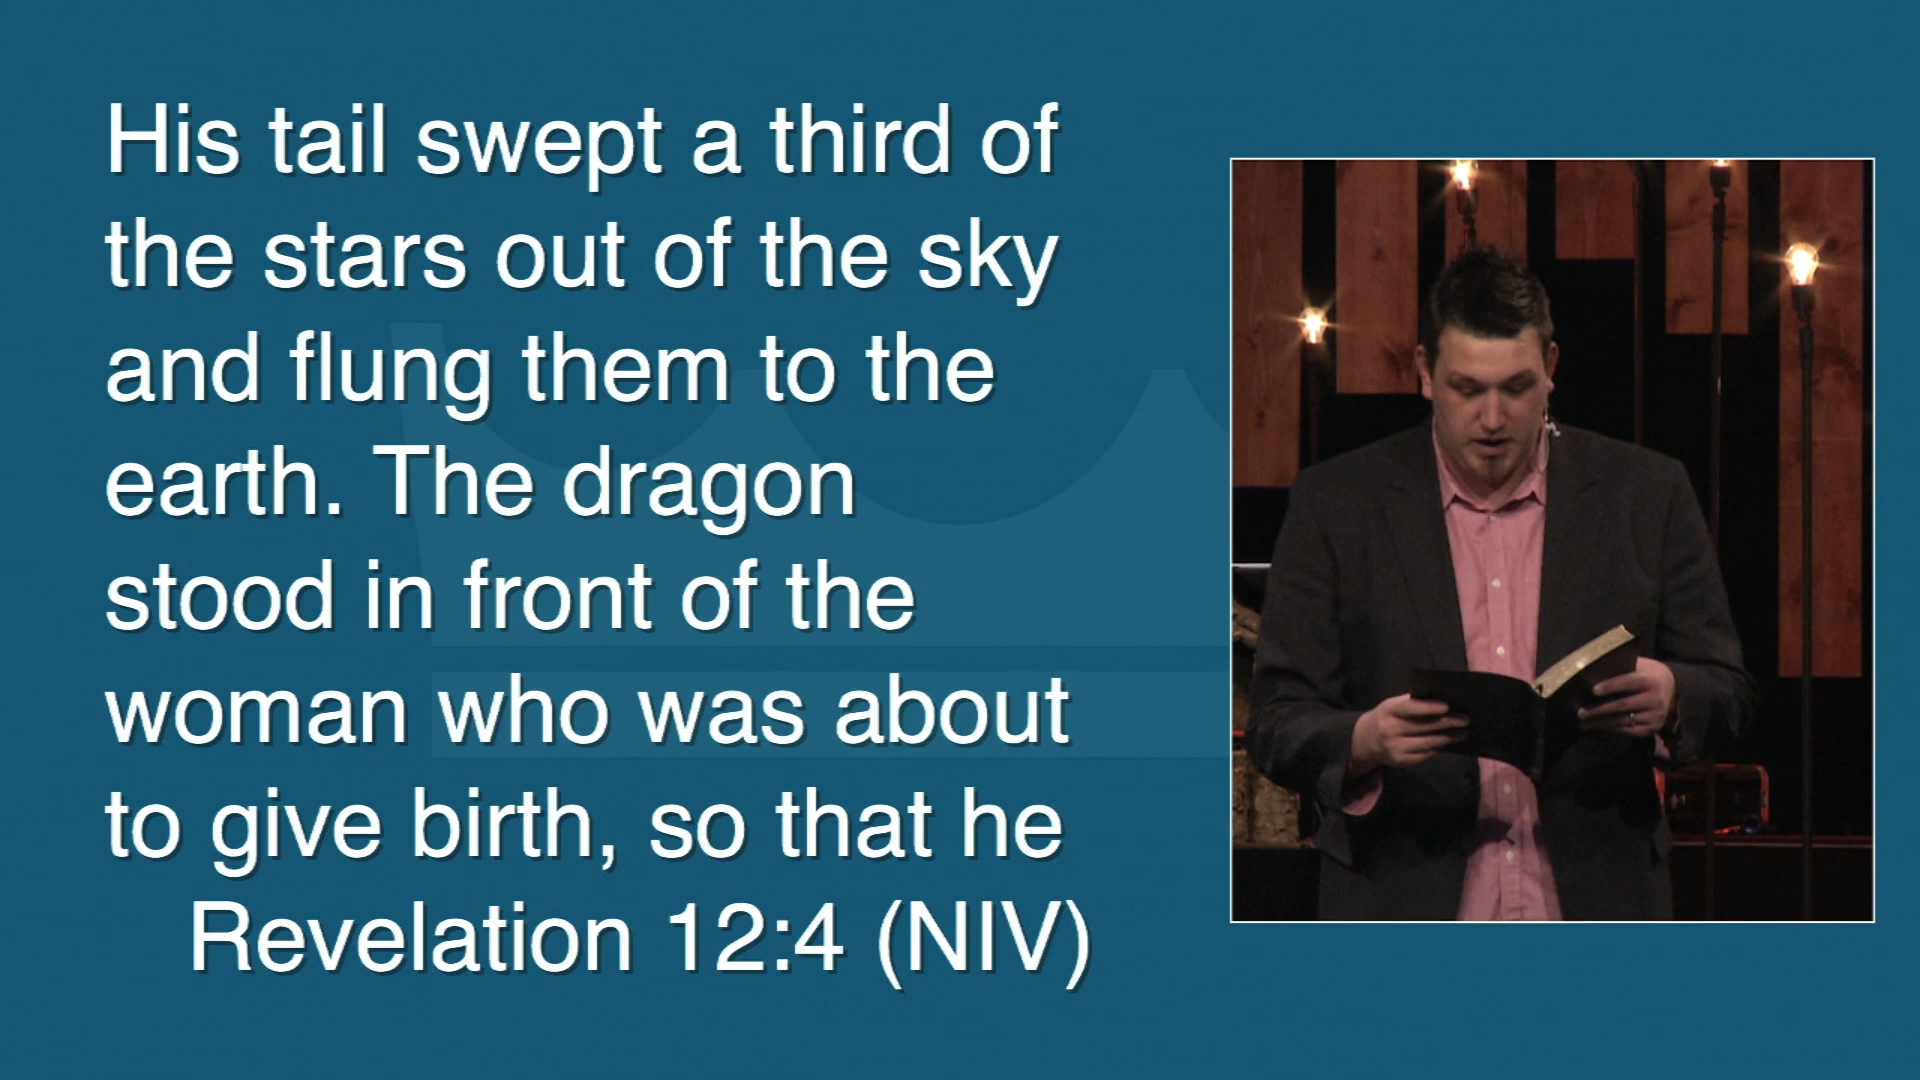 His tail swept a third of
the stars out of the sky
and flung them to the
earth. The dragon
stood in front of the
woman who was about
to give birth, so that he
Revelation 12:4 (NIV)